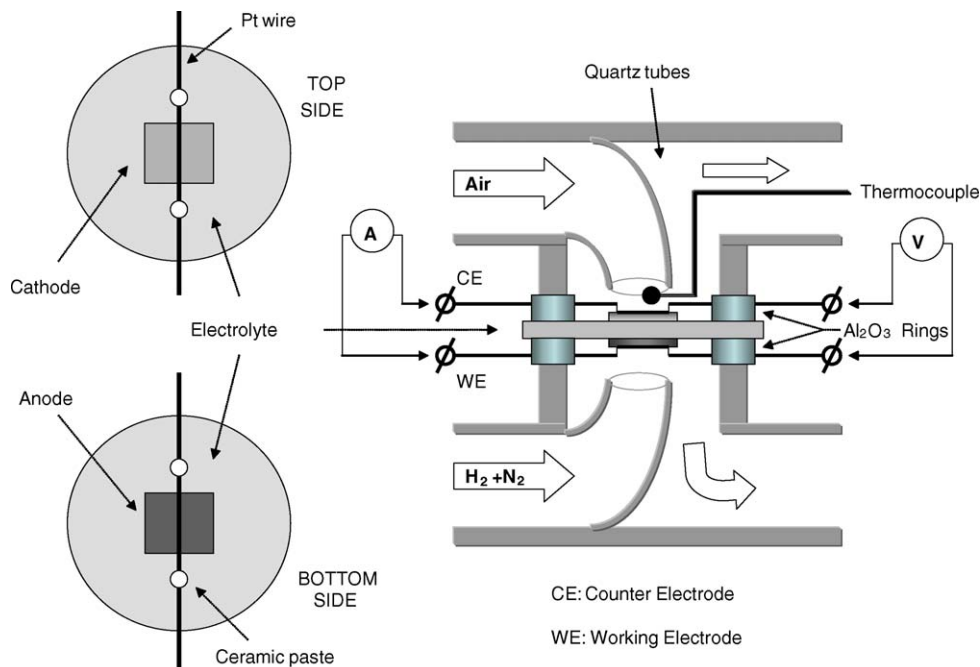 Pt wire
TOP
SIDE
Cathode
Electrolyte
Anode
BOTTOM
SIDE
Ceramic paste
Quartz tubes
Air
Thermocouple
A
V
CE
Al₂O₃ Rings
WE
H₂ +N₂
CE: Counter Electrode
WE: Working Electrode